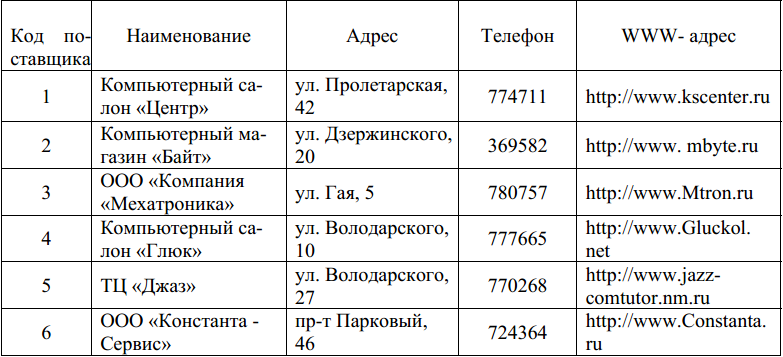 Код по-
ставщика
Наименование
Адрес
Телефон
WWW- адрес
1
Компьютерный са-
лон «Центр»
ул. Пролетарская,
42
774711
http://www.kscenter.ru
2
Компьютерный ма-
газин «Байт»
ул. Дзержинского,
20
369582
http://www. mbyte.ru
3
ООО «Компания
«Мехатроника»
ул. Гая, 5
780757
http://www.Mtron.ru
4
Компьютерный са-
лон «Глюк»
ул. Володарского,
10
777665
http://www.Gluckol.
net
5
ТЦ «Джаз»
ул. Володарского,
27
770268
http://www.jazz-
comtutor.nm.ru
6
ООО «Константа -
Сервис»
пр-т Парковый,
46
724364
http://www.Constanta.
ru